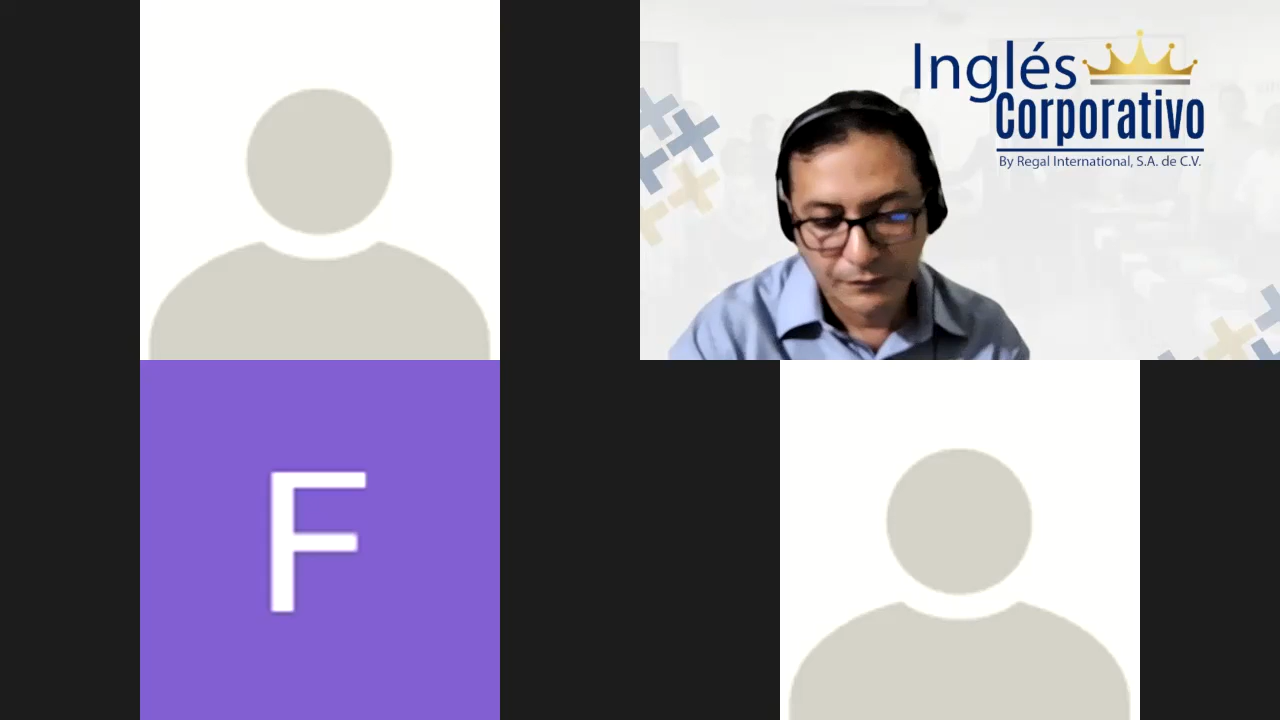 Inglés
Corporativo
By Regal International, S.A. de C.V.
F